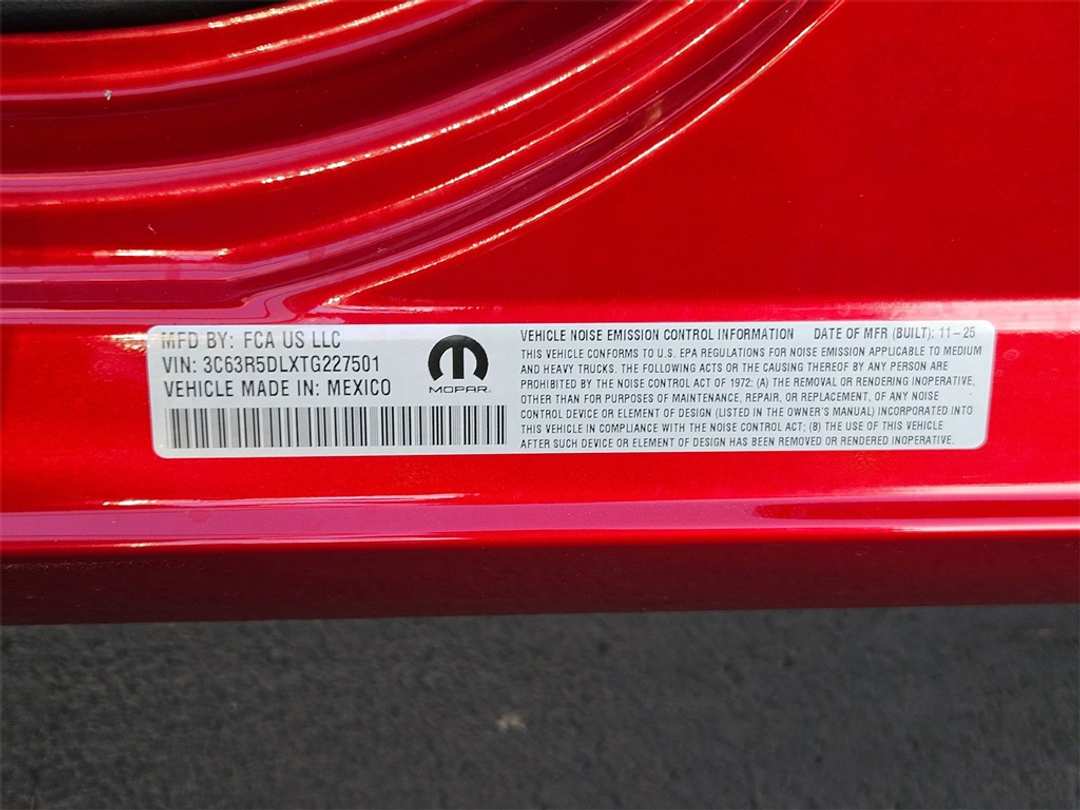 MFD BY: FCA US LLC
VIN: 3C63R5DLXTG227501
VEHICLE MADE IN: MEXICO
MOPAR.
VEHICLE NOISE EMISSION CONTROL INFORMATION DATE OF MFR (BUILT): 11-25
THIS VEHICLE CONFORMS TO U.S. EPA REGULATIONS FOR NOISE EMISSION APPLICABLE TO MEDIUM
AND HEAVY TRUCKS. THE FOLLOWING ACTS OR THE CAUSING THEREOF BY ANY PERSON ARE
PROHIBITED BY THE NOISE CONTROL ACT OF 1972: (A) THE REMOVAL OR RENDERING INOPERATIVE,
OTHER THAN FOR PURPOSES OF MAINTENANCE, REPAIR, OR REPLACEMENT, OF ANY NOISE
CONTROL DEVICE OR ELEMENT OF DESIGN (LISTED IN THE OWNER'S MANUAL) INCORPORATED INTO
THIS VEHICLE IN COMPLIANCE WITH THE NOISE CONTROL ACT; (B) THE USE OF THIS VEHICLE
AFTER SUCH DEVICE OR ELEMENT OF DESIGN HAS BEEN REMOVED OR RENDERED INOPERATIVE.